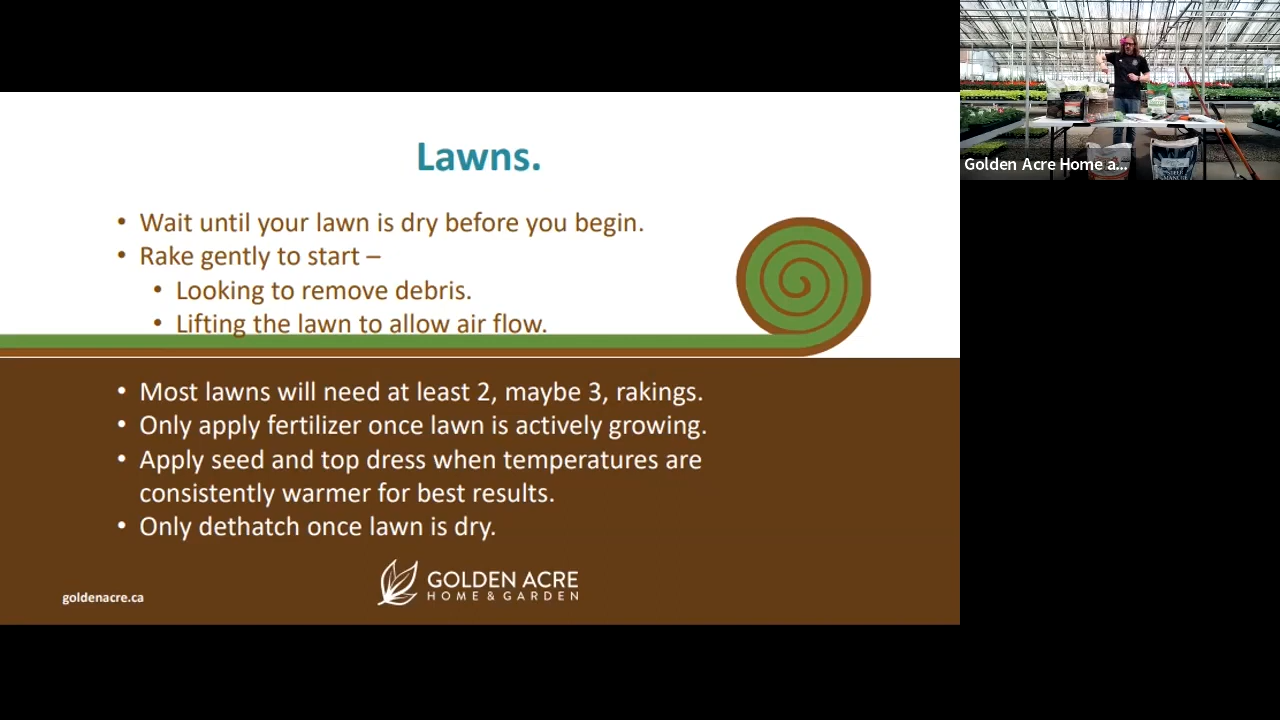 Lawns.
• Wait until your lawn is dry before you begin.
• Rake gently to start –
• Looking to remove debris.
• Lifting the lawn to allow air flow.
• Most lawns will need at least 2, maybe 3, rakings.
• Only apply fertilizer once lawn is actively growing.
• Apply seed and top dress when temperatures are
consistently warmer for best results.
• Only dethatch once lawn is dry.
GOLDEN ACRE
HOME & GARDEN
goldenacre.ca
Golden Acre Home a...